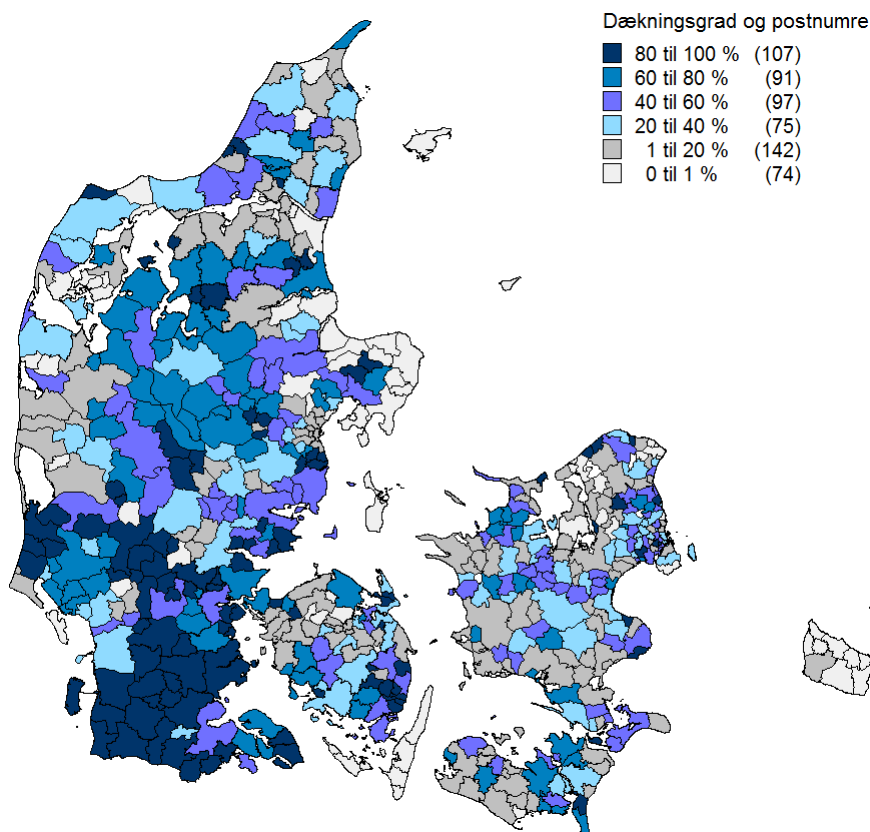 Dækningsgrad og postnumre
80 til 100 % (107)
60 til 80 % (91)
40 til 60 % (97)
20 til 40 % (75)
1 til 20 % (142)
0 til 1 % (74)